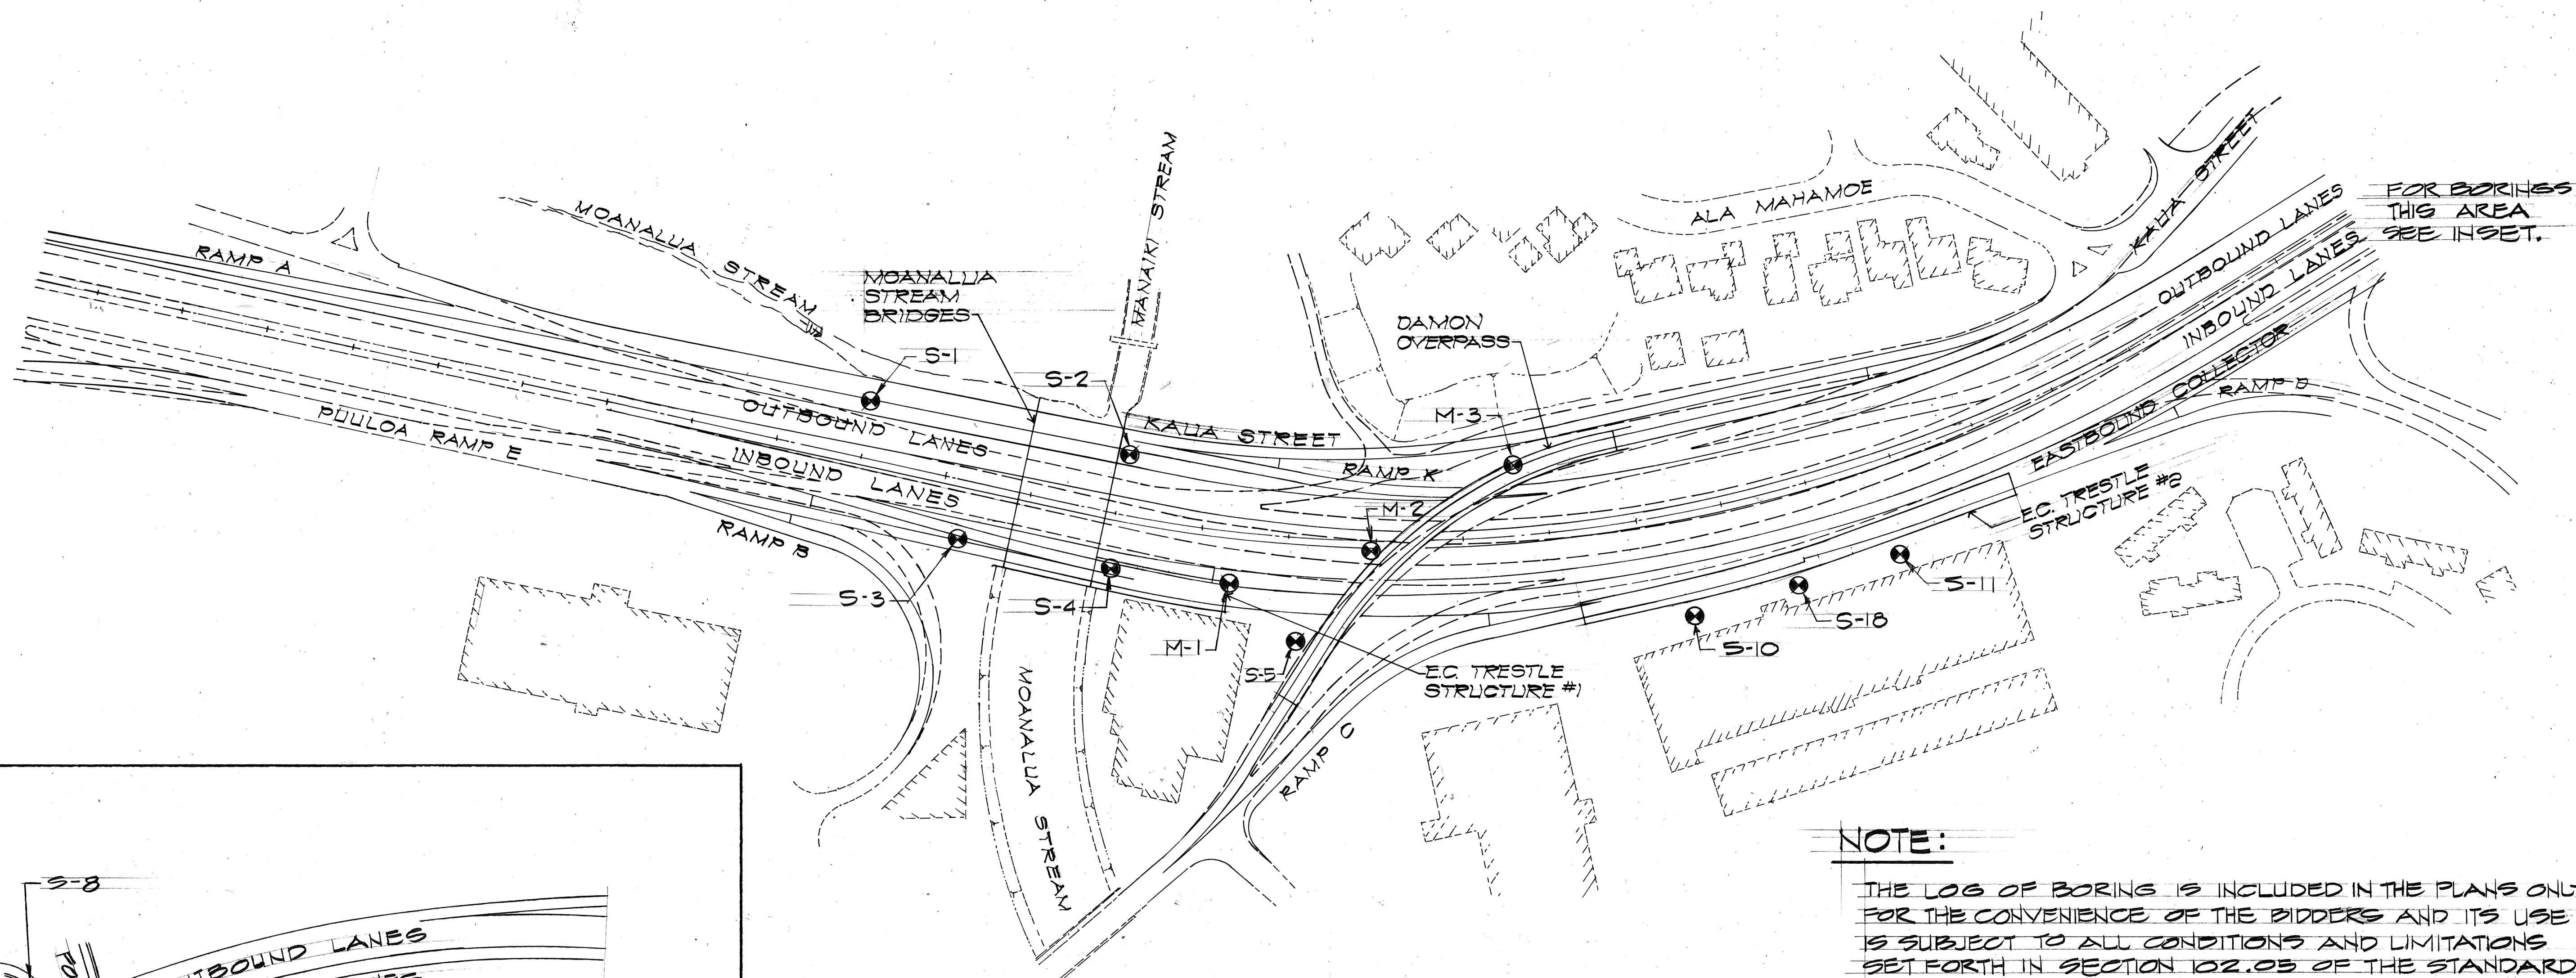 RAMP A
MOANALUA STREAM
MANAIKI STREAM
MOANALUA
STREAM
BRIDGES
S-1
S-2
OUTBOUND LANES
INBOUND LANES
PUULOA RAMP E
RAMP B
KAUA STREET
RAMP K
DAMON
OVERPASS
M-3
M-2
ALA MAHAMOE
KAUA STREET
OUTBOUND LANES
INBOUND LANES
FOR BORINGS
THIS AREA
SEE INSET.
EASTBOUND COLLECTOR
RAMP D
E.C. TRESTLE
STRUCTURE #2
S-3
S-4
M-1
S-5
E.C. TRESTLE
STRUCTURE #1
S-10
S-18
S-11
MOANALUA STREAM
RAMP C
S-8
OUTBOUND LANES
NOTE:
THE LOG OF BORING IS INCLUDED IN THE PLANS ONLY
FOR THE CONVENIENCE OF THE BIDDERS AND ITS USE
IS SUBJECT TO ALL CONDITIONS AND LIMITATIONS
SET FORTH IN SECTION 102.05 OF THE STANDARD